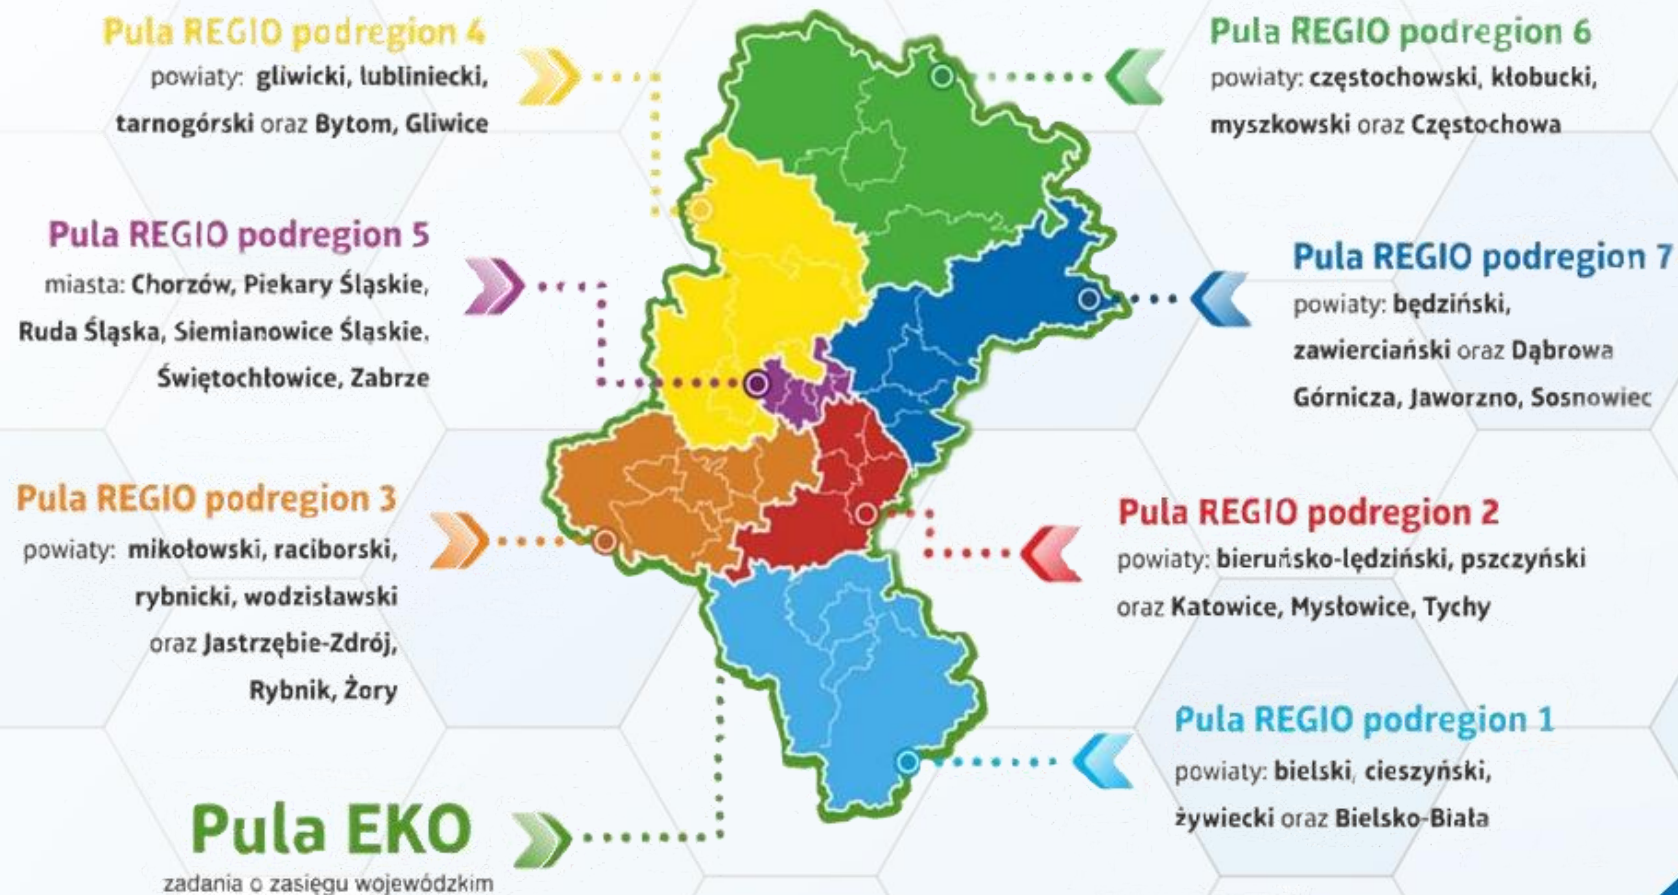 Pula REGIO podregion 4
powiaty: gliwicki, lubliniecki,
tarnogórski oraz Bytom, Gliwice
Pula REGIO podregion 5
miasta: Chorzów, Piekary Śląskie,
Ruda Śląska, Siemianowice Śląskie,
Świętochłowice, Zabrze
Pula REGIO podregion 3
powiaty: mikołowski, raciborski,
rybnicki, wodzisławski
oraz Jastrzębie-Zdrój,
Rybnik, Żory
Pula EKO
zadania o zasięgu wojewódzkim
Pula REGIO podregion 6
powiaty: częstochowski, kłobucki,
myszkowski oraz Częstochowa
Pula REGIO podregion 7
powiaty: będziński,
zawierciański oraz Dąbrowa
Górnicza, Jaworzno, Sosnowiec
Pula REGIO podregion 2
powiaty: bieruńsko-lędziński, pszczyński
oraz Katowice, Mysłowice, Tychy
Pula REGIO podregion 1
powiaty: bielski, cieszyński,
żywiecki oraz Bielsko-Biała